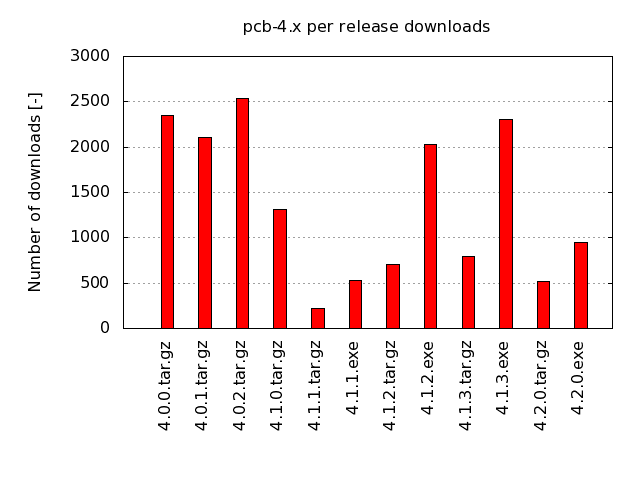 pcb-4.x per release downloads
Number of downloads [-]
3000
2500
2000
1500
1000
500
0
4.0.0.tar.gz
4.0.1.tar.gz
4.0.2.tar.gz
4.1.0.tar.gz
4.1.1.tar.gz
4.1.1.exe
4.1.2.tar.gz
4.1.2.exe
4.1.3.tar.gz
4.1.3.exe
4.2.0.tar.gz
4.2.0.exe